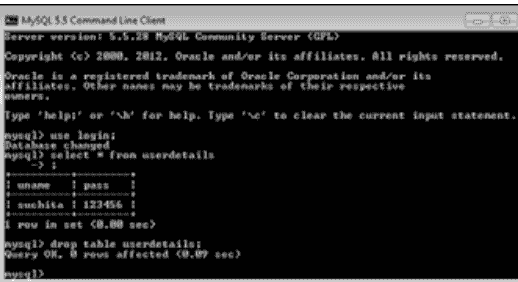 MySQL 5.5 Command Line Client
Server version: 5.5.28 MySQL Community Server (GPL)
Copyright (c) 2000, 2012, Oracle and/or its affiliates. All rights reserved.
Oracle is a registered trademark of Oracle Corporation and/or its
affiliates. Other names may be trademarks of their respective
owners.
Type 'help;' or '\h' for help. Type '\c' to clear the current input statement.
mysql> use login;
Database changed
mysql> select * from userdetails
-> ;
+---------+--------+
| uname | pass |
+---------+--------+
| suchita | 123456 |
+---------+--------+
1 row in set (0.00 sec)
mysql> drop table userdetails;
Query OK, 0 rows affected (0.09 sec)
mysql>